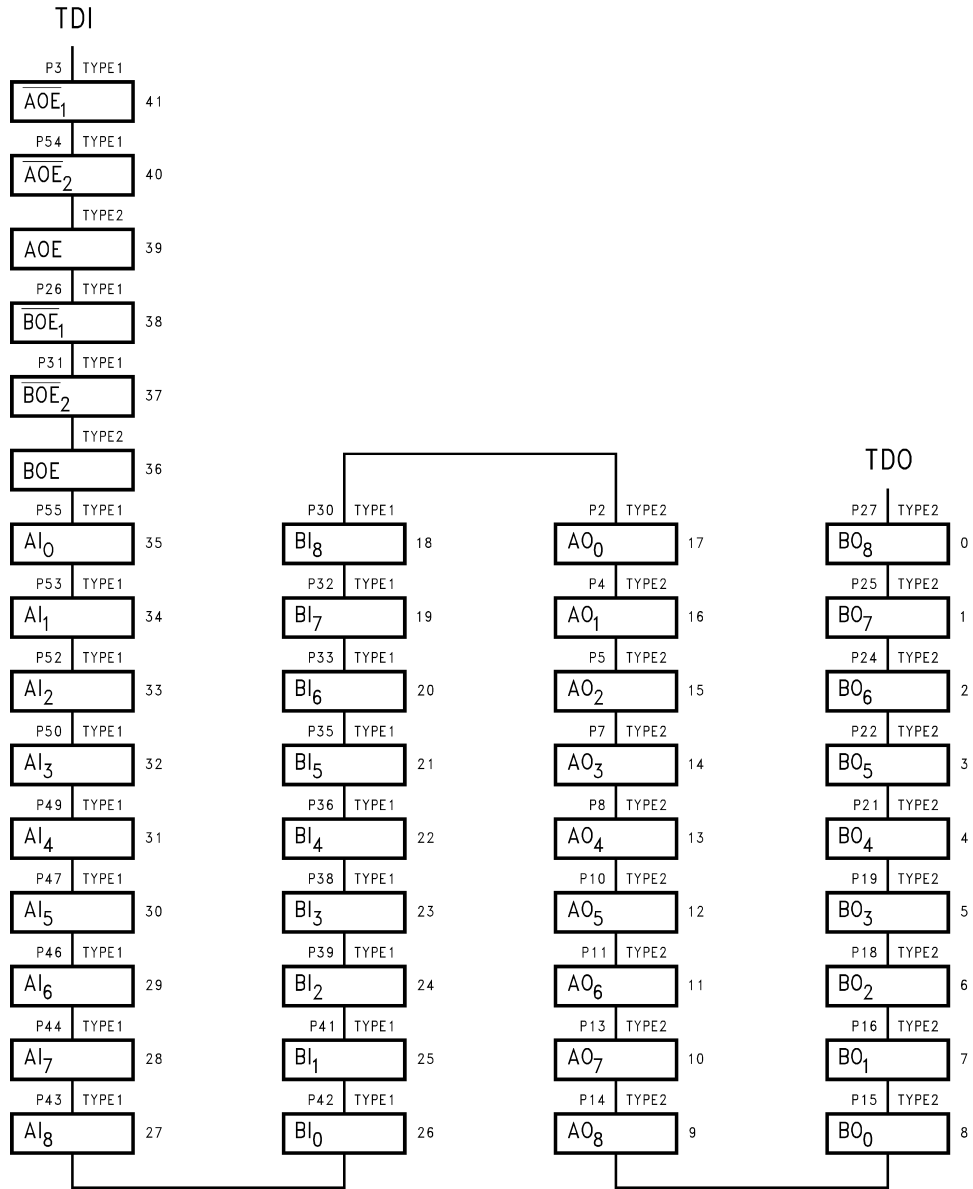 TDI
P3 TYPE1
A̅O̅E̅₁ 41
P54 TYPE1
A̅O̅E̅₂ 40
TYPE2
AOE 39
P26 TYPE1
B̅O̅E̅₁ 38
P31 TYPE1
B̅O̅E̅₂ 37
TYPE2
BOE 36
P55 TYPE1
AI₀ 35
P53 TYPE1
AI₁ 34
P52 TYPE1
AI₂ 33
P50 TYPE1
AI₃ 32
P49 TYPE1
AI₄ 31
P47 TYPE1
AI₅ 30
P46 TYPE1
AI₆ 29
P44 TYPE1
AI₇ 28
P43 TYPE1
AI₈ 27
P30 TYPE1
BI₈ 18
P32 TYPE1
BI₇ 19
P33 TYPE1
BI₆ 20
P35 TYPE1
BI₅ 21
P36 TYPE1
BI₄ 22
P38 TYPE1
BI₃ 23
P39 TYPE1
BI₂ 24
P41 TYPE1
BI₁ 25
P42 TYPE1
BI₀ 26
P2 TYPE2
AO₀ 17
P4 TYPE2
AO₁ 16
P5 TYPE2
AO₂ 15
P7 TYPE2
AO₃ 14
P8 TYPE2
AO₄ 13
P10 TYPE2
AO₅ 12
P11 TYPE2
AO₆ 11
P13 TYPE2
AO₇ 10
P14 TYPE2
AO₈ 9
TDO
P27 TYPE2
BO₈ 0
P25 TYPE2
BO₇ 1
P24 TYPE2
BO₆ 2
P22 TYPE2
BO₅ 3
P21 TYPE2
BO₄ 4
P19 TYPE2
BO₃ 5
P18 TYPE2
BO₂ 6
P16 TYPE2
BO₁ 7
P15 TYPE2
BO₀ 8